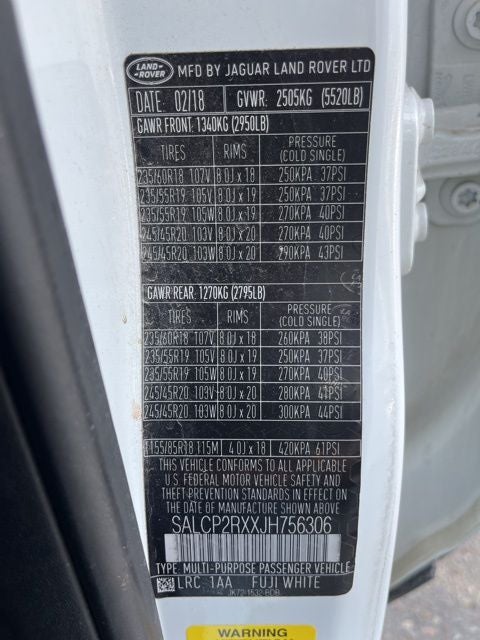 LAND-
-ROVER
MFD BY JAGUAR LAND ROVER LTD
DATE: 02/18 GVWR: 2505KG (5520LB)
GAWR FRONT: 1340KG (2950LB)
TIRES RIMS PRESSURE (COLD SINGLE)
235/60R18 107V 8.0J x 18 250KPA 37PSI
235/55R19 105V 8.0J x 19 250KPA 37PSI
235/55R19 105W 8.0J x 19 270KPA 40PSI
245/45R20 103V 8.0J x 20 270KPA 40PSI
245/45R20 103W 8.0J x 20 290KPA 43PSI
GAWR REAR: 1270KG (2795LB)
TIRES RIMS PRESSURE (COLD SINGLE)
235/60R18 107V 8.0J x 18 260KPA 38PSI
235/55R19 105V 8.0J x 19 250KPA 37PSI
235/55R19 105W 8.0J x 19 270KPA 40PSI
245/45R20 103V 8.0J x 20 280KPA 41PSI
245/45R20 103W 8.0J x 20 300KPA 44PSI
T155/85R18 115M 4.0J x 18 420KPA 61PSI
THIS VEHICLE CONFORMS TO ALL APPLICABLE
U.S FEDERAL MOTOR VEHICLE SAFETY AND
THEFT PREVENTION STANDARDS IN EFFECT ON THE
DATE OF MANUFACTURE SHOWN ABOVE.
SALCP2RXXJH756306
TYPE: MULTI-PURPOSE PASSENGER VEHICLE
LRC: 1AA FUJI WHITE
JK72-1532-BDB
WARNING